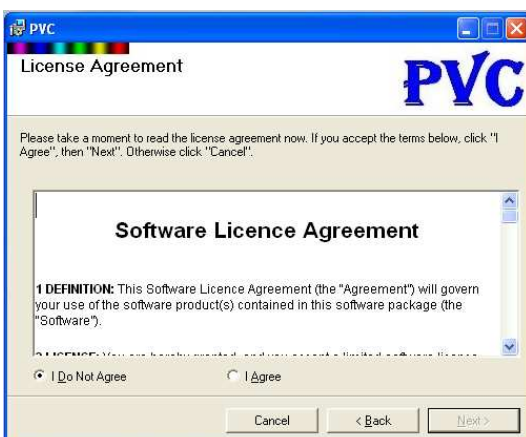 PVC
License Agreement
PVC
Please take a moment to read the license agreement now. If you accept the terms below, click "I
Agree", then "Next". Otherwise click "Cancel".
Software Licence Agreement
1 DEFINITION: This Software Licence Agreement (the "Agreement") will govern
your use of the software product(s) contained in this software package (the
"Software").
I Do Not Agree
I Agree
Cancel
< Back
Next >